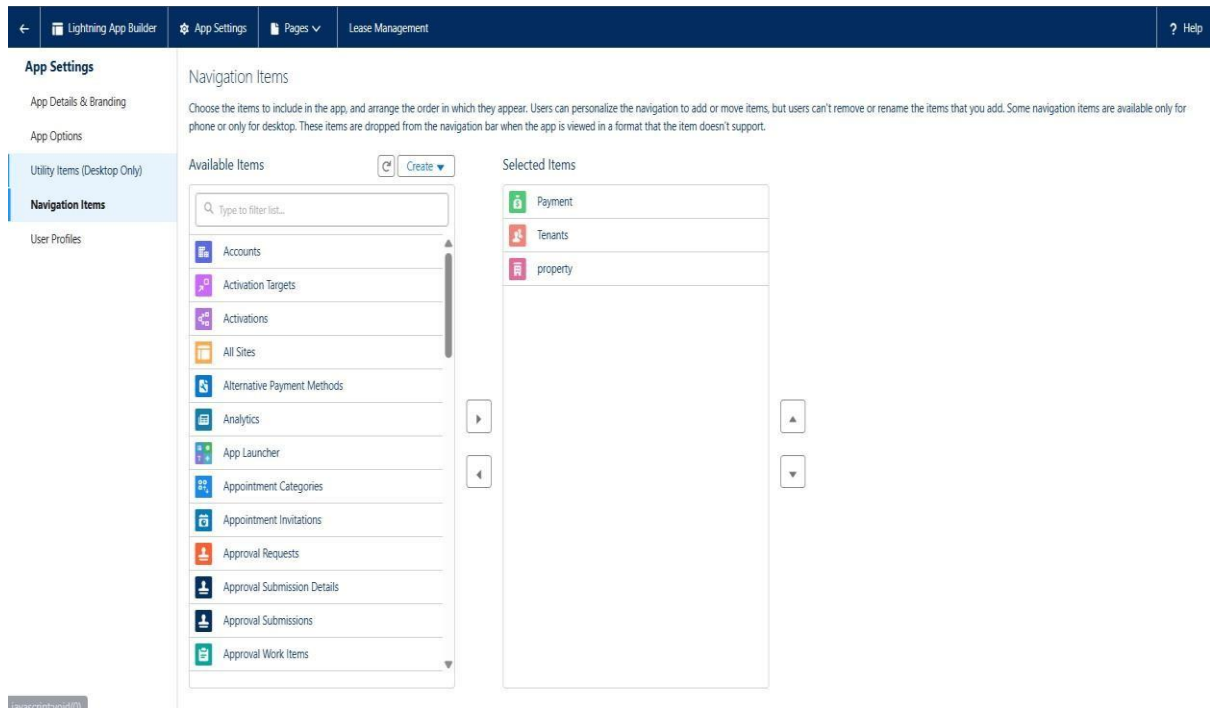 Lightning App Builder
App Settings
Pages
Lease Management
? Help
App Settings
App Details & Branding
App Options
Utility Items (Desktop Only)
Navigation Items
User Profiles
Navigation Items
Choose the items to include in the app, and arrange the order in which they appear. Users can personalize the navigation to add or move items, but users can't remove or rename the items that you add. Some navigation items are available only for
phone or only for desktop. These items are dropped from the navigation bar when the app is viewed in a format that the item doesn't support.
Available Items
Create
Type to filter list...
Accounts
Activation Targets
Activations
All Sites
Alternative Payment Methods
Analytics
App Launcher
Appointment Categories
Appointment Invitations
Approval Requests
Approval Submission Details
Approval Submissions
Approval Work Items
Selected Items
Payment
Tenants
property
javascript:void(0)